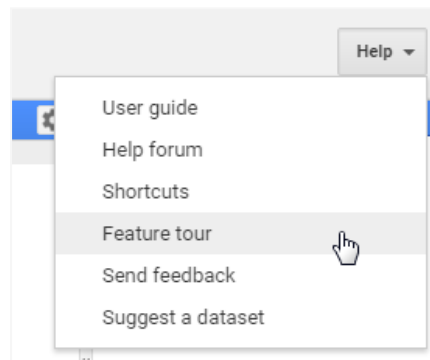 Help
User guide
Help forum
Shortcuts
Feature tour
Send feedback
Suggest a dataset